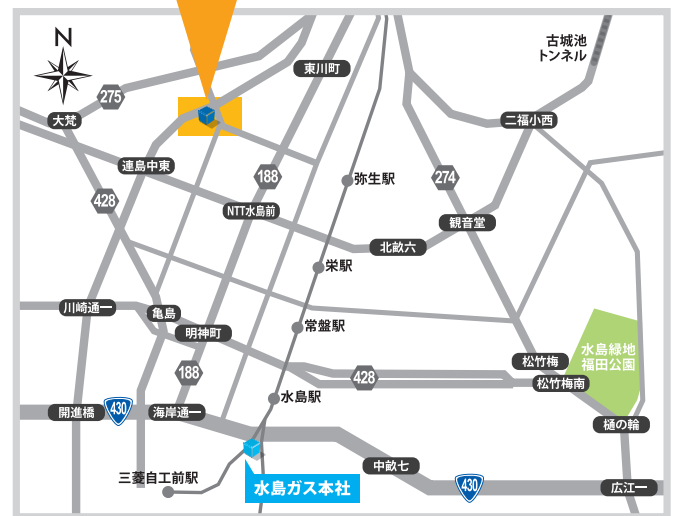 N
古城池
トンネル
東川町
275
大梵
二福小西
連島中東
188
274
弥生駅
428
NTT水島前
観音堂
北畝六
栄駅
川崎通一
亀島
常盤駅
明神町
水島緑地
福田公園
松竹梅
188
428
松竹梅南
水島駅
430
開進橋
海岸通一
樋の輪
中畝七
三菱自工前駅
水島ガス本社
430
広江一